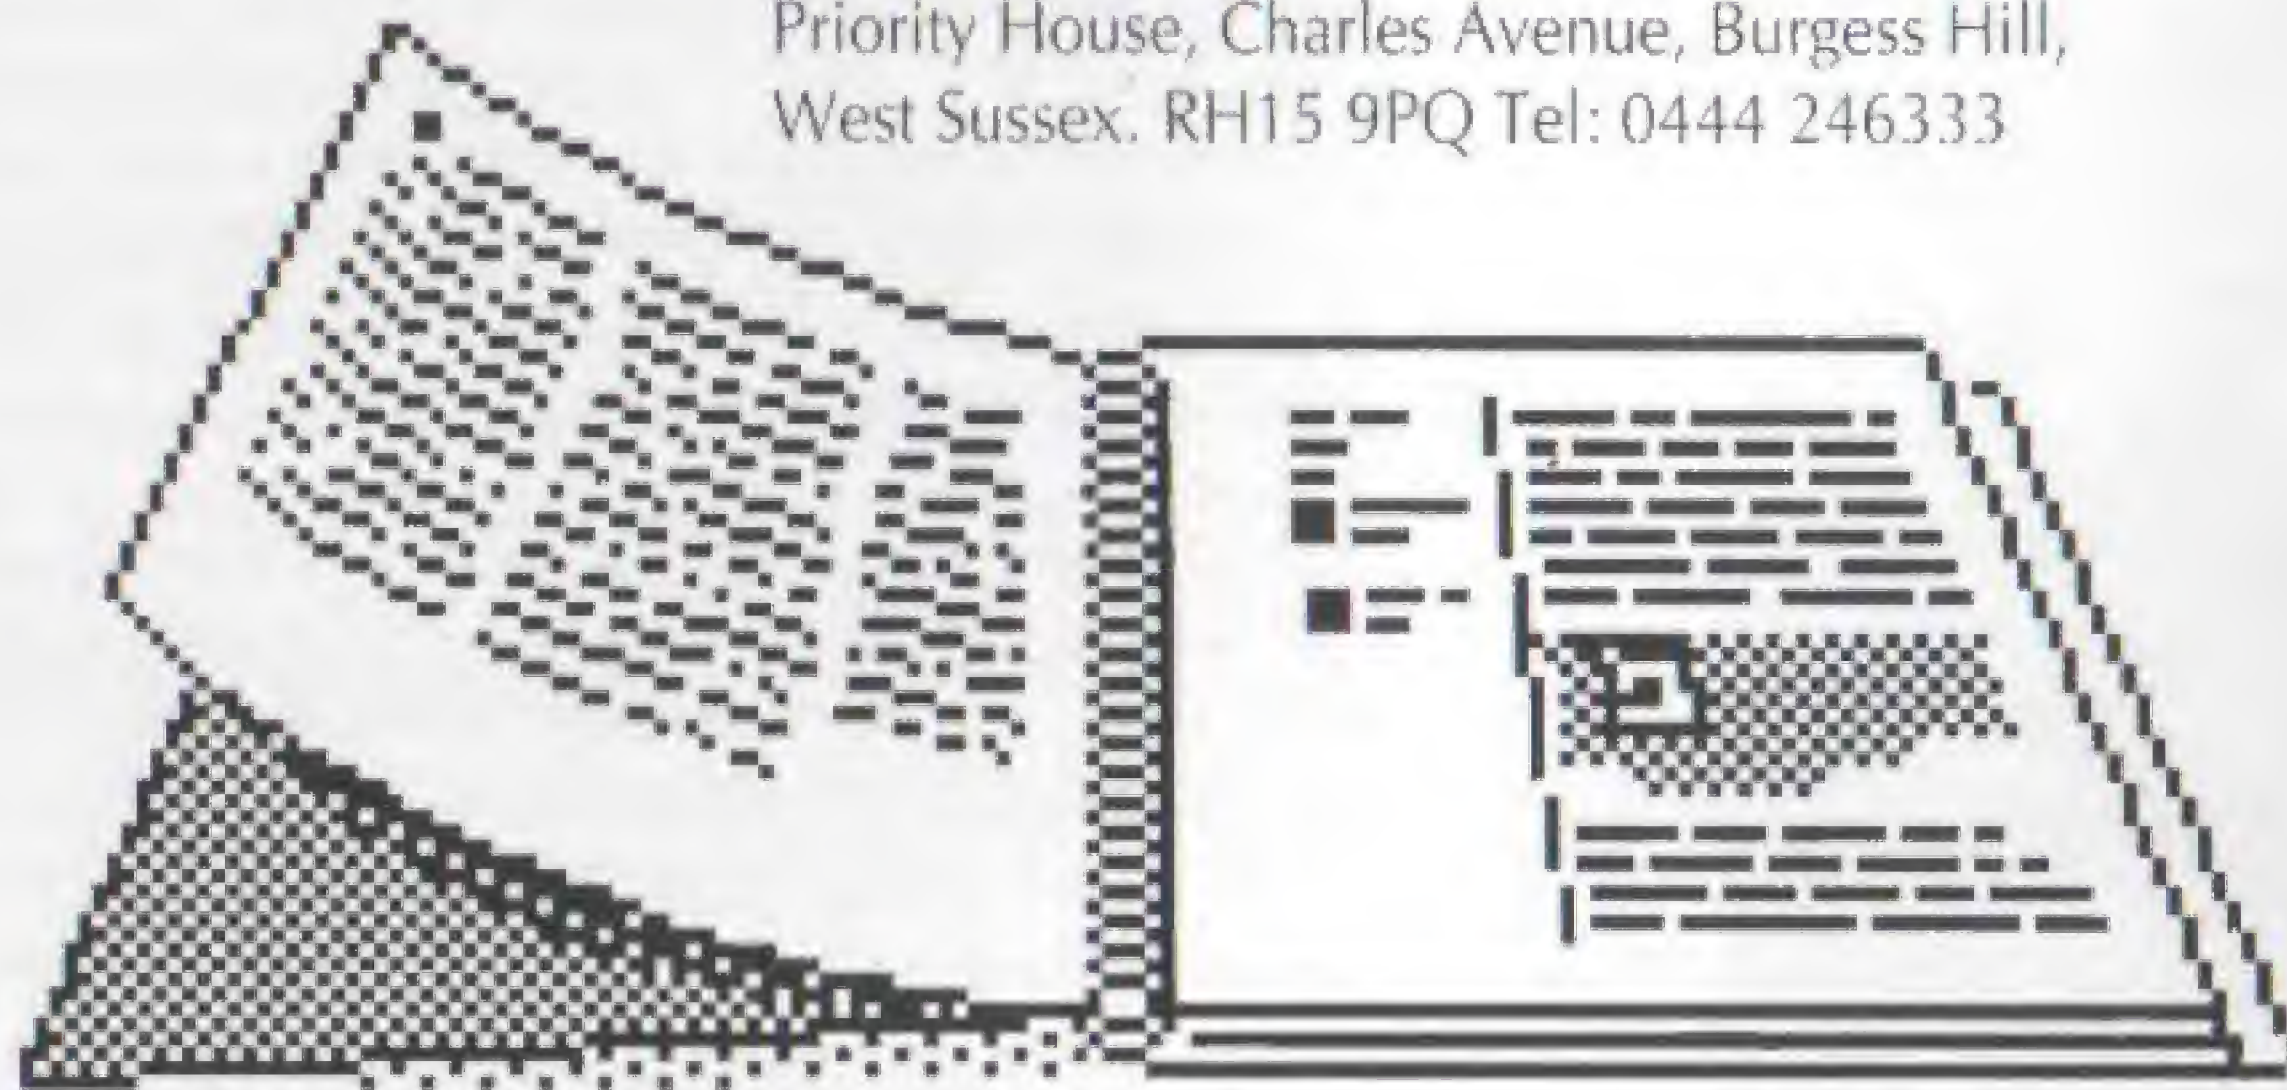 Priority House, Charles Avenue, Burgess Hill,
West Sussex. RH15 9PQ Tel: 0444 246333